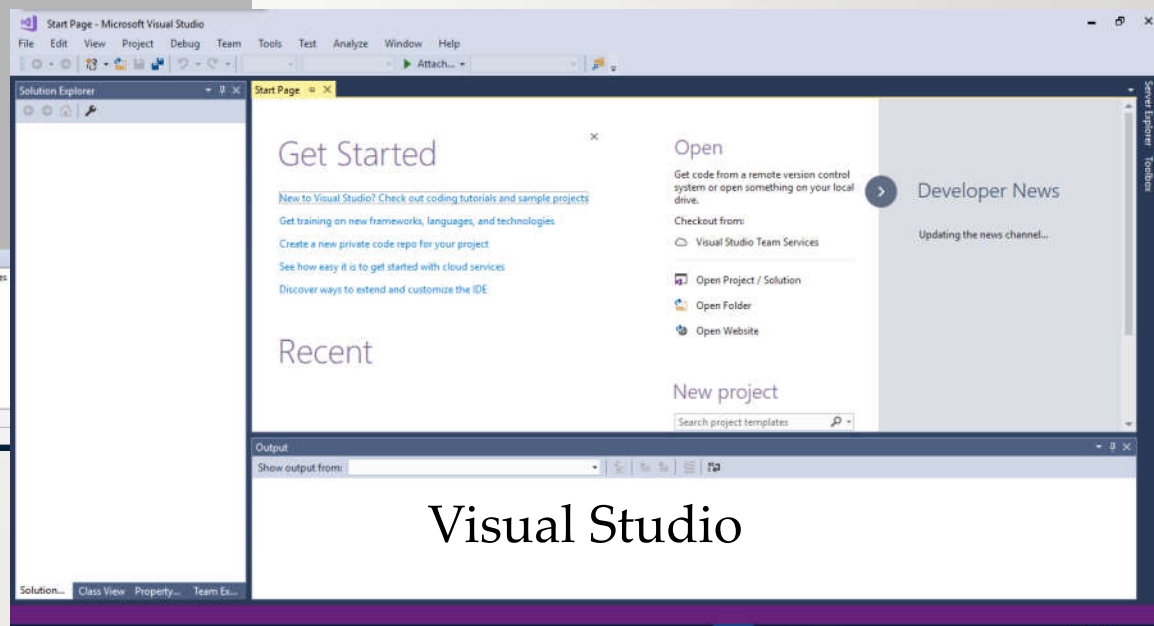 Start Page - Microsoft Visual Studio
File Edit View Project Debug Team Tools Test Analyze Window Help
Attach...
Solution Explorer
Start Page
Server Explorer
Toolbox
Get Started
New to Visual Studio? Check out coding tutorials and sample projects
Get training on new frameworks, languages, and technologies
Create a new private code repo for your project
See how easy it is to get started with cloud services
Discover ways to extend and customize the IDE
Recent
Open
Get code from a remote version control
system or open something on your local
drive.
Checkout from:
Visual Studio Team Services
Open Project / Solution
Open Folder
Open Website
New project
Search project templates
Developer News
Updating the news channel...
Output
Show output from:
Visual Studio
Solution... Class View Property... Team Ex...